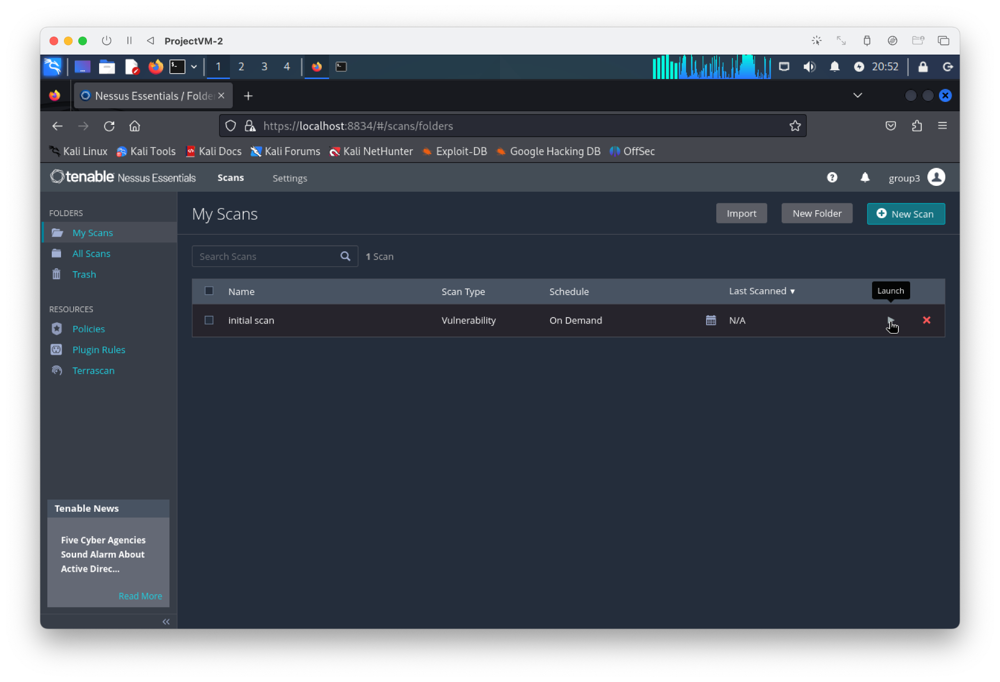 ProjectVM-2
1 2 3 4 20:52
Nessus Essentials / Folde
https://localhost:8834/#/scans/folders
Kali Linux Kali Tools Kali Docs Kali Forums Kali NetHunter Exploit-DB Google Hacking DB OffSec
tenable Nessus Essentials Scans Settings group3
FOLDERS
My Scans
All Scans
Trash
RESOURCES
Policies
Plugin Rules
Terrascan
Tenable News
Five Cyber Agencies
Sound Alarm About
Active Direc...
Read More
My Scans Import New Folder New Scan
Search Scans 1 Scan
Name Scan Type Schedule Last Scanned Launch
initial scan Vulnerability On Demand N/A